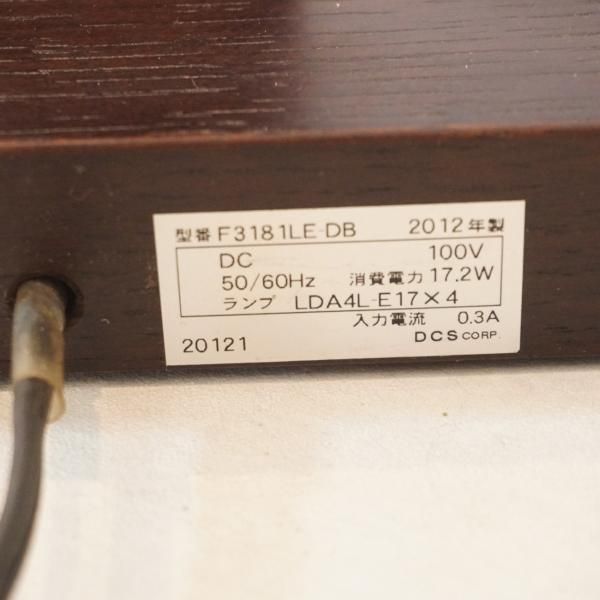 型番 F3181LE-DB 2012年製
DC 100V
50/60Hz 消費電力 17.2W
ランプ LDA4L-E17×4
入力電流 0.3A
20121 DCS CORP.